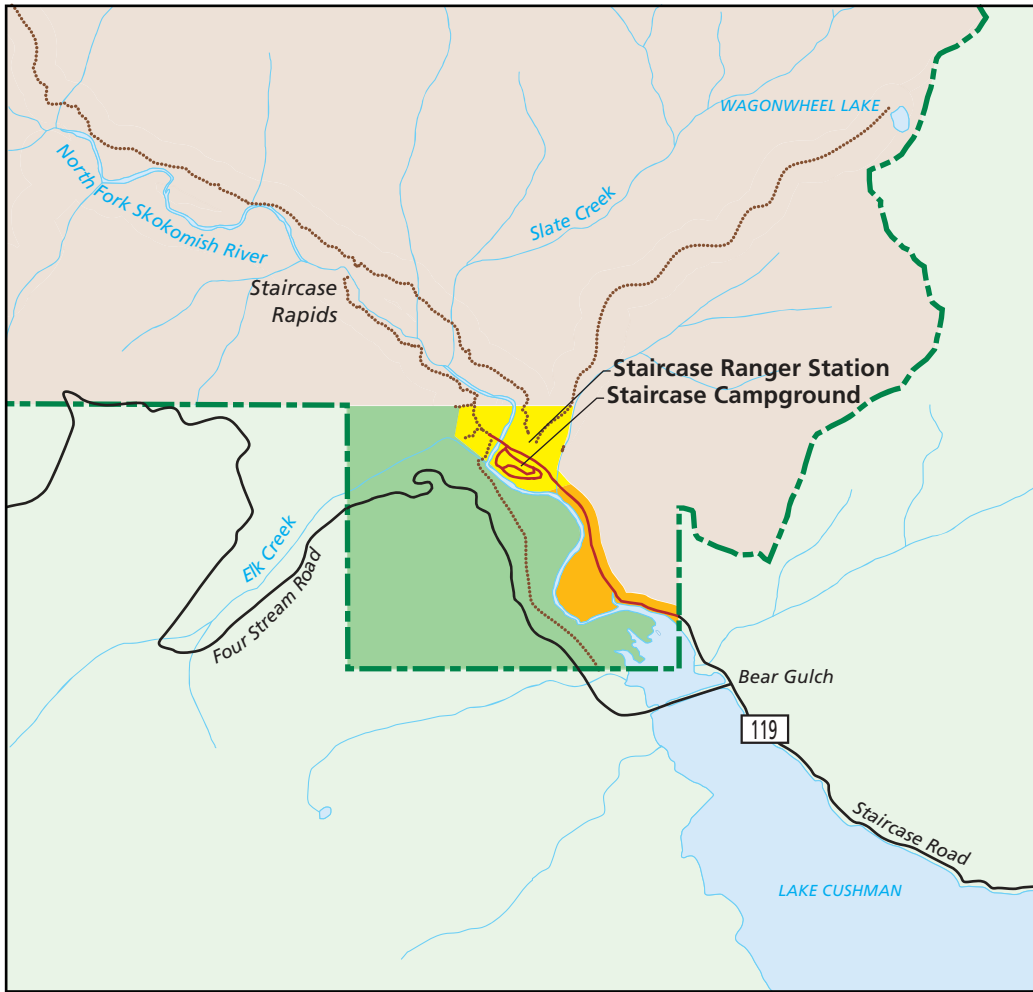 WAGONWHEEL LAKE
North Fork Skokomish River
Slate Creek
Staircase
Rapids
Staircase Ranger Station
Staircase Campground
Elk Creek
Four Stream Road
Bear Gulch
119
Staircase Road
LAKE CUSHMAN